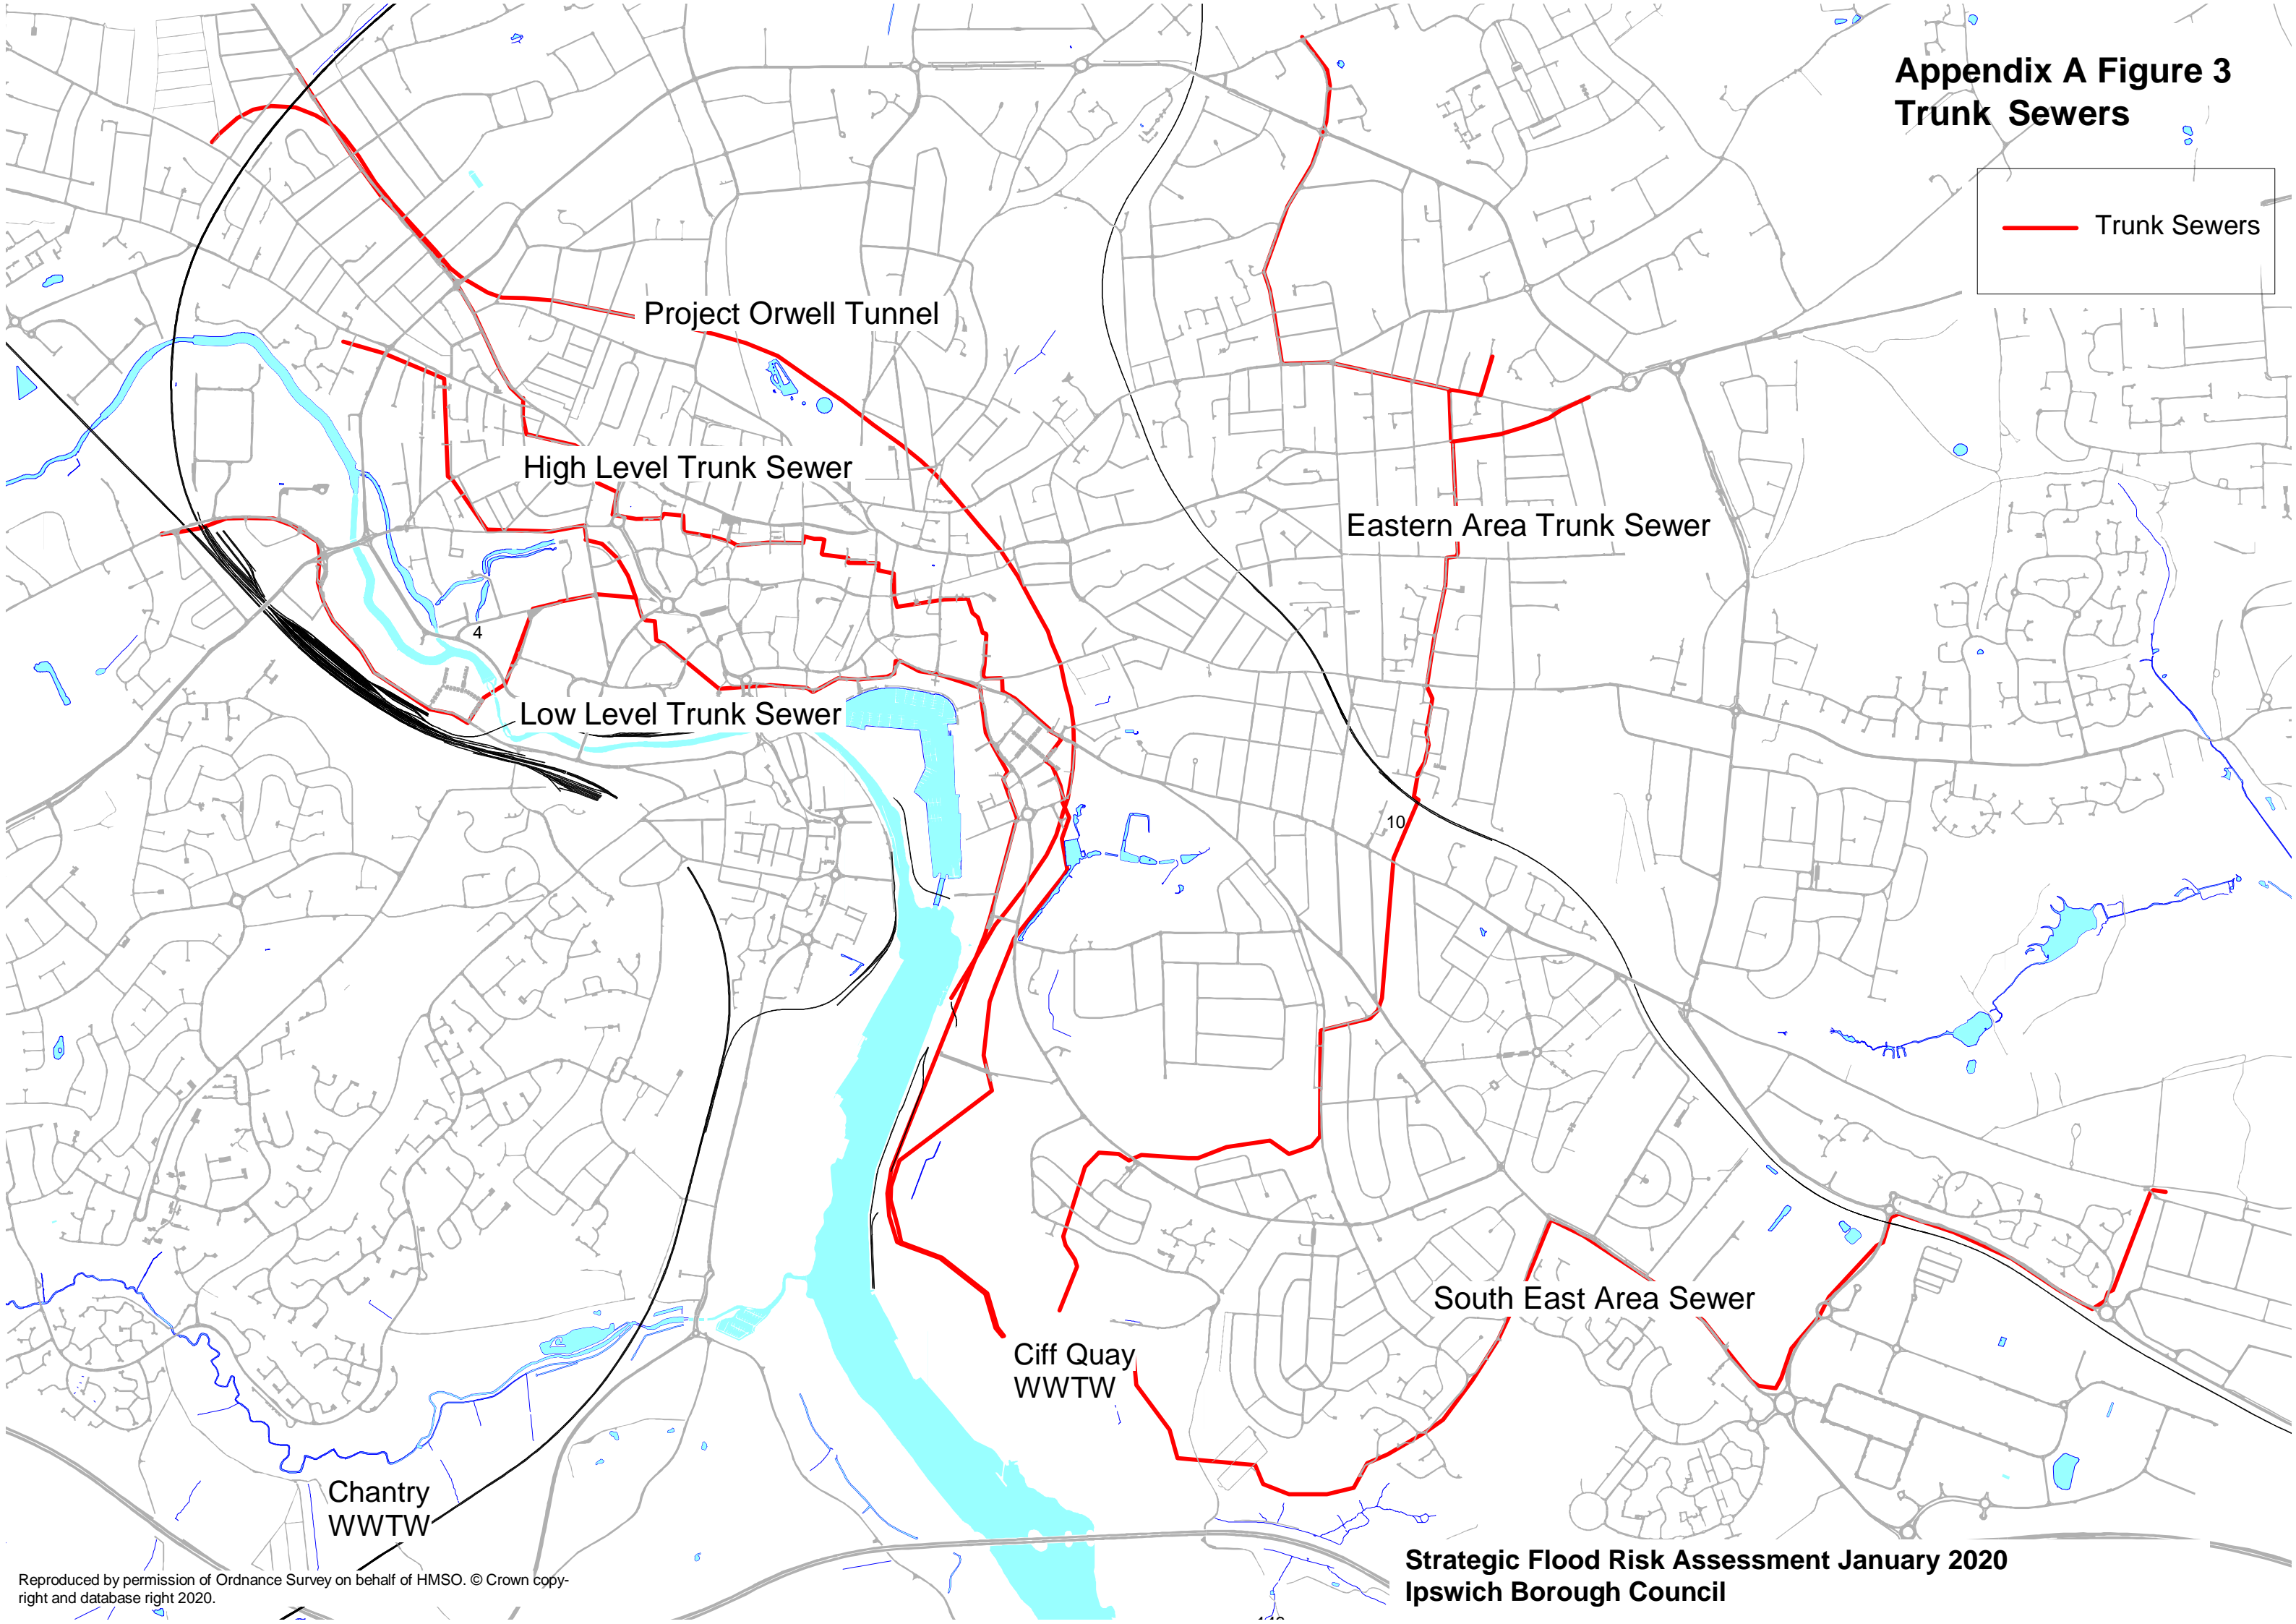 Appendix A Figure 3
Trunk Sewers
Trunk Sewers
Project Orwell Tunnel
High Level Trunk Sewer
Eastern Area Trunk Sewer
4
Low Level Trunk Sewer
10
South East Area Sewer
Ciff Quay
WWTW
Chantry
WWTW
Strategic Flood Risk Assessment January 2020
Ipswich Borough Council
Reproduced by permission of Ordnance Survey on behalf of HMSO. © Crown copy-
right and database right 2020.